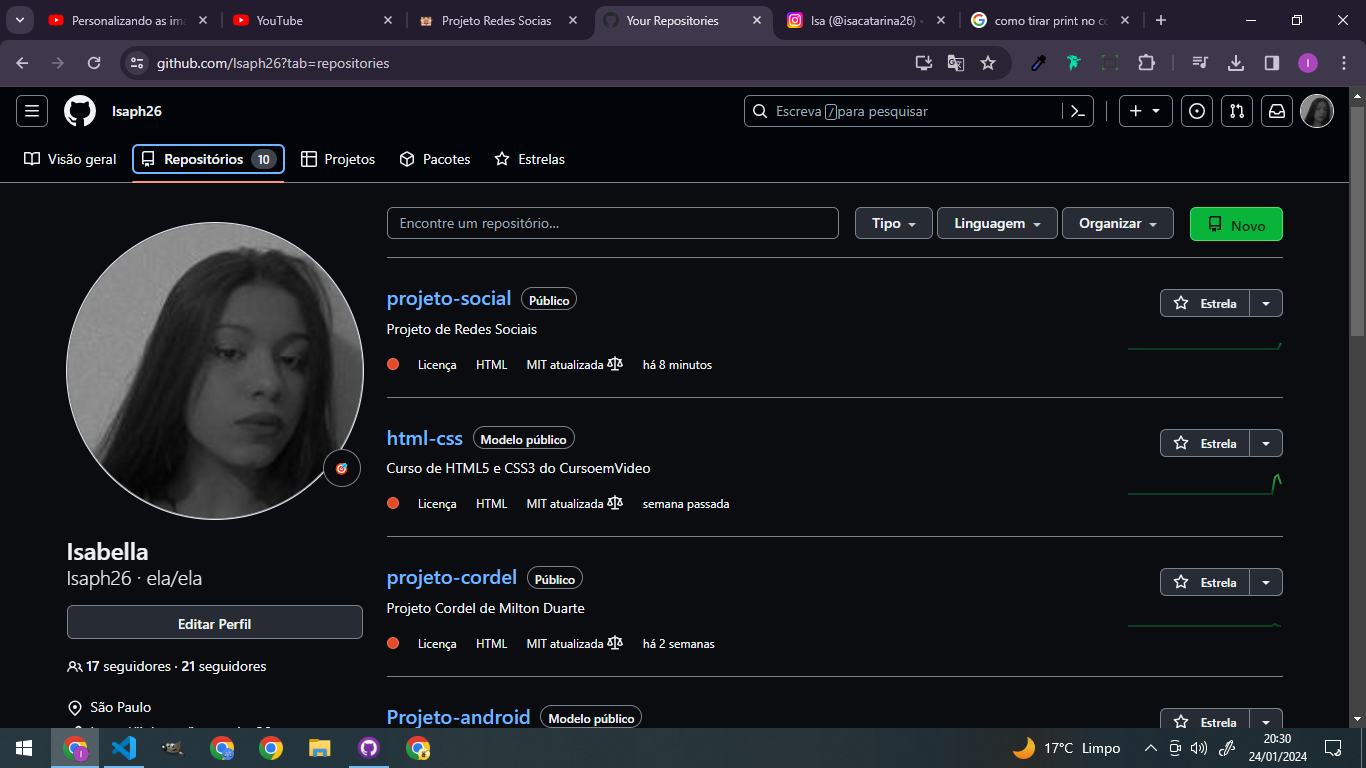 Personalizando as ima
YouTube
Projeto Redes Socias
Your Repositories
Isa (@isacatarina26)
como tirar print no co
github.com/Isaph26?tab=repositories
I
Isaph26
Escreva / para pesquisar
Visão geral
Repositórios 10
Projetos
Pacotes
Estrelas
Encontre um repositório...
Tipo
Linguagem
Organizar
Novo
projeto-social Público
Estrela
Projeto de Redes Sociais
Licença HTML MIT atualizada há 8 minutos
html-css Modelo público
Estrela
Curso de HTML5 e CSS3 do CursoemVideo
Licença HTML MIT atualizada semana passada
projeto-cordel Público
Estrela
Projeto Cordel de Milton Duarte
Licença HTML MIT atualizada há 2 semanas
Projeto-android Modelo público
Estrela
Isabella
Isaph26 · ela/ela
Editar Perfil
17 seguidores · 21 seguidores
São Paulo
17°C Limpo
20:30
24/01/2024